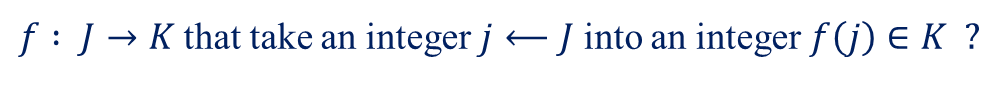 f : J → K that take an integer j ⟵ J into an integer f(j) ∈ K ?